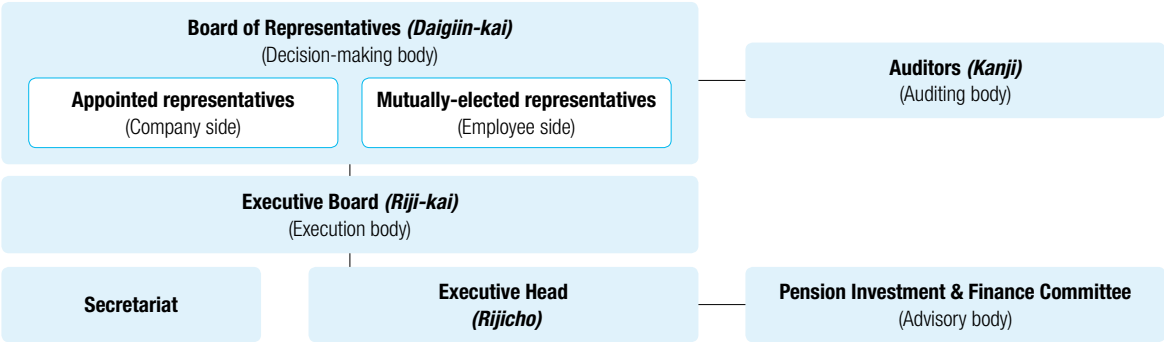 Board of Representatives (Daigiin-kai)
(Decision-making body)
Appointed representatives
(Company side)
Mutually-elected representatives
(Employee side)
Auditors (Kanji)
(Auditing body)
Executive Board (Riji-kai)
(Execution body)
Secretariat
Executive Head
(Rijicho)
Pension Investment & Finance Committee
(Advisory body)